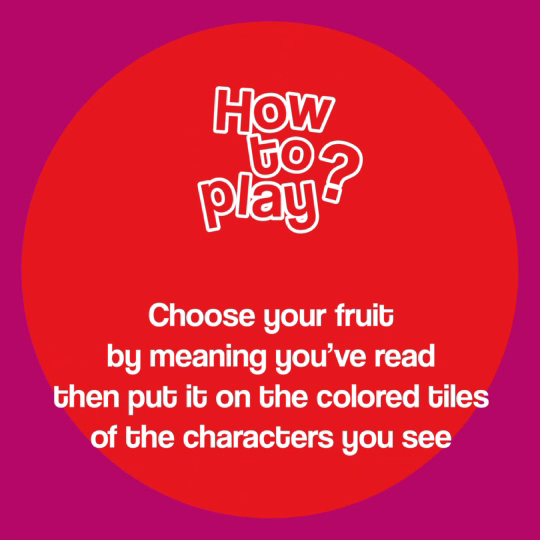 How
to
play?
Choose your fruit
by meaning you've read
then put it on the colored tiles
of the characters you see